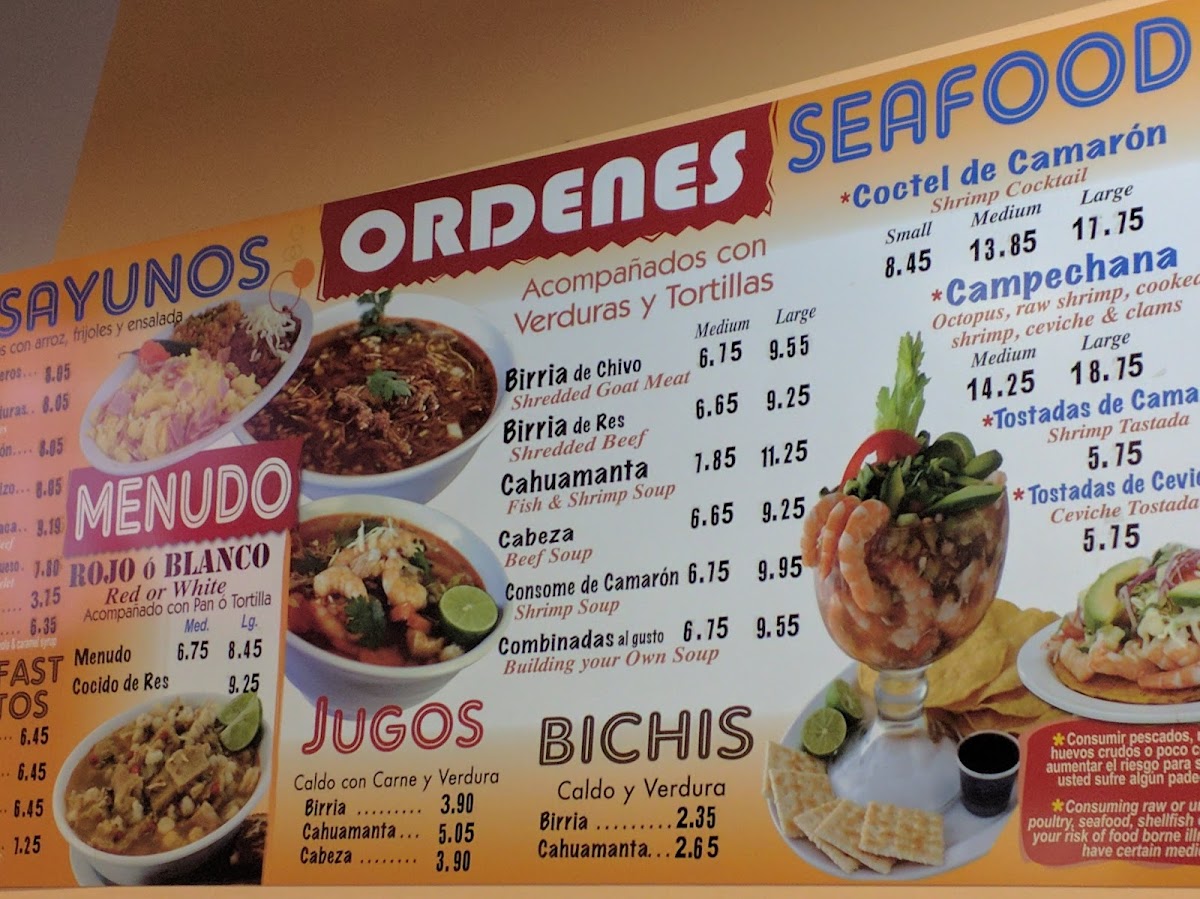 SAYUNOS
con arroz, frijoles y ensalada
8.05
8.05
8.05
8.05
9.19
7.80
3.75
6.35
6.45
6.45
6.45
7.25
MENUDO
ROJO ó BLANCO
Red or White
Acompañado con Pan ó Tortilla
Med. Lg.
Menudo 6.75 8.45
Cocido de Res 9.25
ORDENES
Acompañados con
Verduras y Tortillas
Medium Large
Birria de Chivo 6.75 9.55
Shredded Goat Meat
Birria de Res 6.65 9.25
Shredded Beef
Cahuamanta 7.85 11.25
Fish & Shrimp Soup
Cabeza 6.65 9.25
Beef Soup
Consome de Camarón 6.75 9.95
Shrimp Soup
Combinadas al gusto 6.75 9.55
Building your Own Soup
JUGOS
Caldo con Carne y Verdura
Birria ......... 3.90
Cahuamanta... 5.05
Cabeza ........ 3.90
BICHIS
Caldo y Verdura
Birria ......... 2.35
Cahuamanta... 2.65
SEAFOOD
*Coctel de Camarón
Shrimp Cocktail
Small Medium Large
8.45 13.85 17.75
*Campechana
Octopus, raw shrimp, cooked
shrimp, ceviche & clams
Medium Large
14.25 18.75
*Tostadas de Cama
Shrimp Tastada
5.75
*Tostadas de Cevic
Ceviche Tostada
5.75
*Consumir pescados,
huevos crudos o poco c
aumentar el riesgo para s
usted sufre algún pade
*Consuming raw or u
poultry, seafood, shellfish
your risk of food borne ill
have certain medi